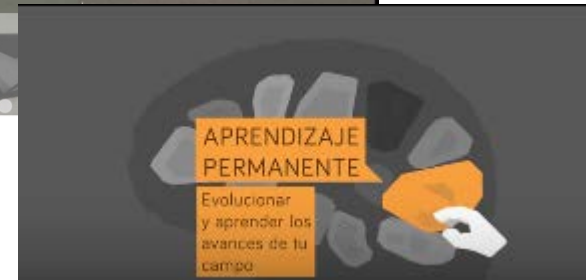 APRENDIZAJE
PERMANENTE
Evolucionar
y aprender los
avances de tu
campo